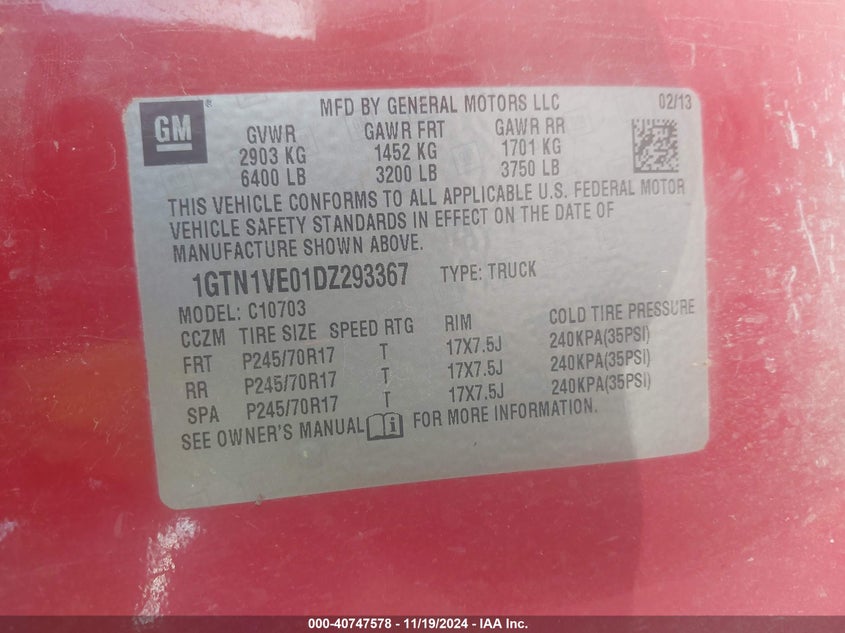 GM ® MFD BY GENERAL MOTORS LLC 02/13
GVWR GAWR FRT GAWR RR
2903 KG 1452 KG 1701 KG
6400 LB 3200 LB 3750 LB
THIS VEHICLE CONFORMS TO ALL APPLICABLE U.S. FEDERAL MOTOR
VEHICLE SAFETY STANDARDS IN EFFECT ON THE DATE OF
MANUFACTURE SHOWN ABOVE.
1GTN1VE01DZ293367 TYPE: TRUCK
MODEL: C10703
CCZM TIRE SIZE SPEED RTG RIM COLD TIRE PRESSURE
FRT P245/70R17 T 17X7.5J 240KPA(35PSI)
RR P245/70R17 T 17X7.5J 240KPA(35PSI)
SPA P245/70R17 T 17X7.5J 240KPA(35PSI)
SEE OWNER'S MANUAL i FOR MORE INFORMATION.
000-40747578 - 11/19/2024 - IAA Inc.